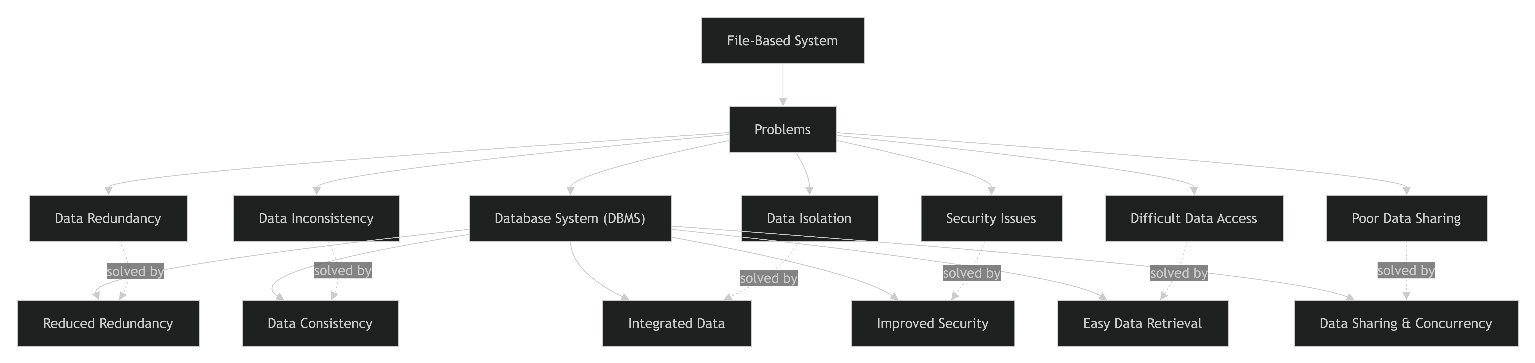 File-Based System
Problems
Data Redundancy
Data Inconsistency
Database System (DBMS)
Data Isolation
Security Issues
Difficult Data Access
Poor Data Sharing
solved by
solved by
solved by
solved by
solved by
solved by
Reduced Redundancy
Data Consistency
Integrated Data
Improved Security
Easy Data Retrieval
Data Sharing & Concurrency